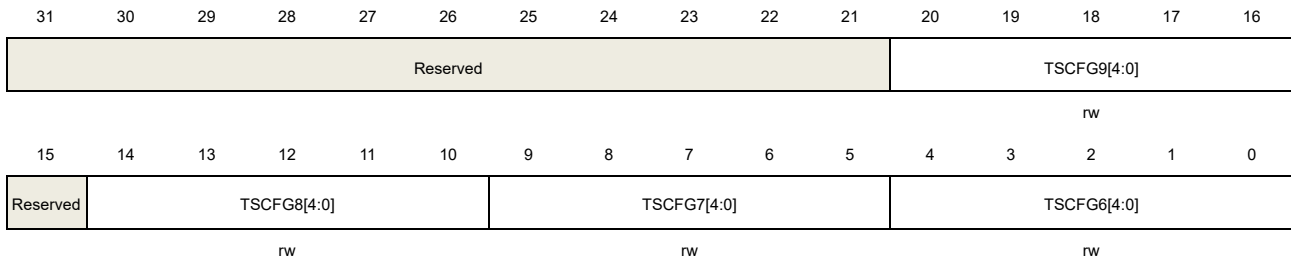 31 30 29 28 27 26 25 24 23 22 21 20 19 18 17 16
Reserved TSCFG9[4:0]
rw
15 14 13 12 11 10 9 8 7 6 5 4 3 2 1 0
Reserved TSCFG8[4:0] TSCFG7[4:0] TSCFG6[4:0]
rw rw rw